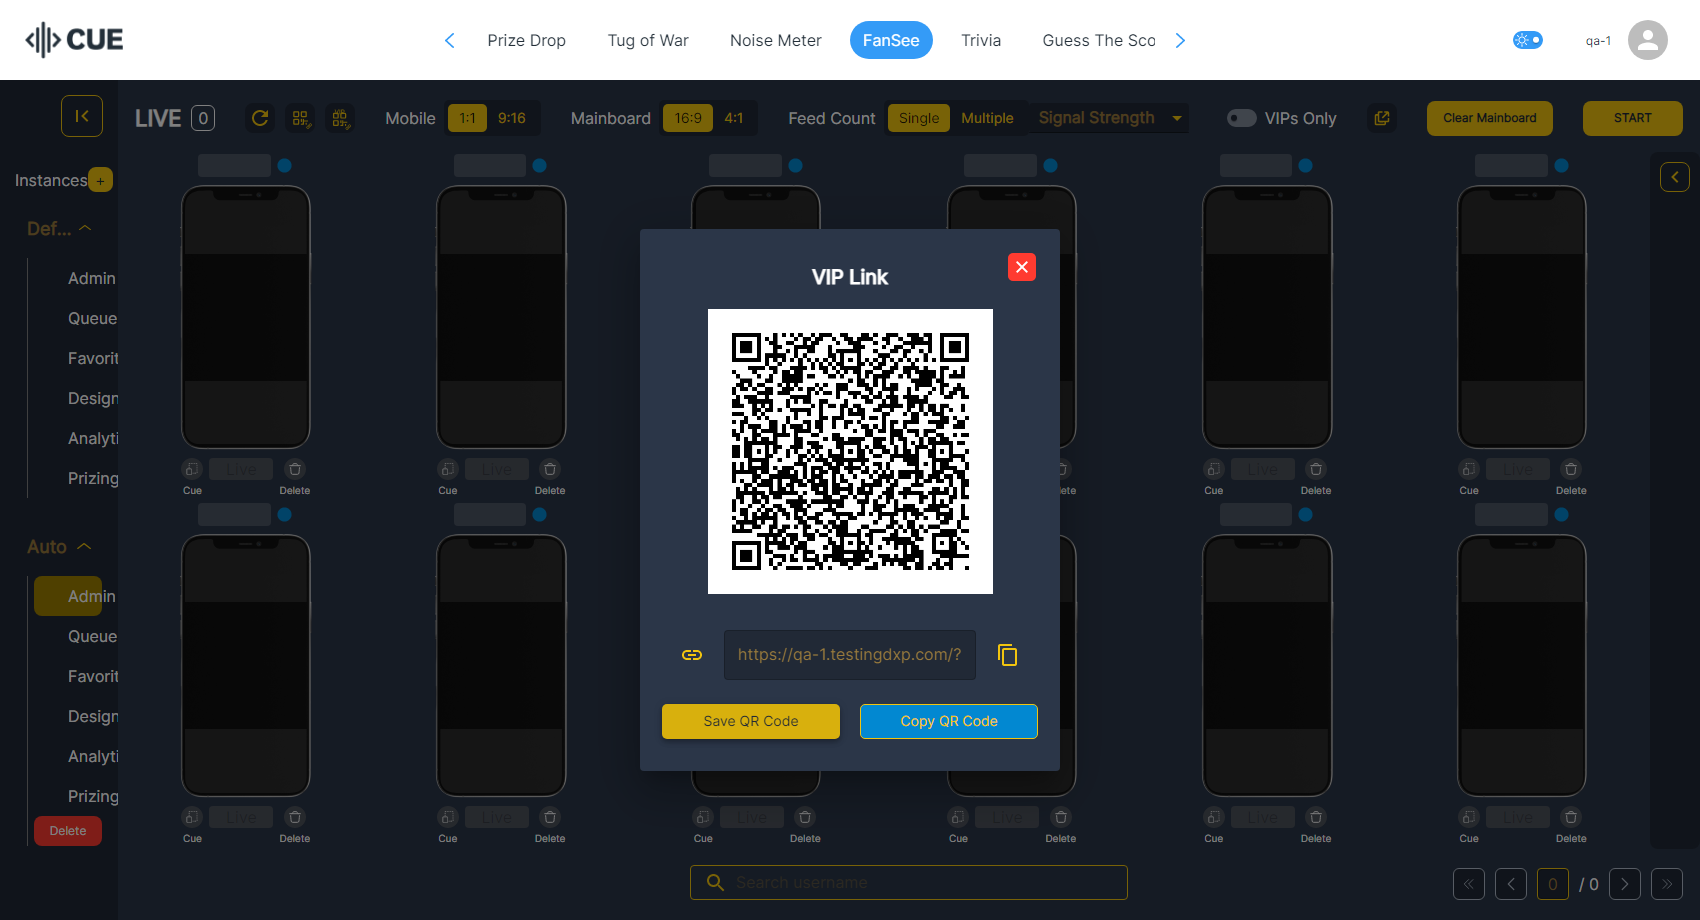 CUE
Prize Drop
Tug of War
Noise Meter
FanSee
Trivia
Guess The Sco
qa-1
LIVE 0
Mobile 1:1 9:16
Mainboard 16:9 4:1
Feed Count Single Multiple
Signal Strength
VIPs Only
Clear Mainboard
START
Instances +
Def...
Admin
Queue
Favorit
Design
Analyti
Prizing
Auto
Admin
Queue
Favorit
Design
Analyti
Prizing
Delete
VIP Link
https://qa-1.testingdxp.com/?
Save QR Code
Copy QR Code
Live Live Live Live
Cue Delete Cue Delete ete Cue Delete Cue Delete
Live Live Live Live Live Live
Cue Delete Cue Delete Cue Delete Cue Delete Cue Delete Cue Delete
Search username
0 / 0